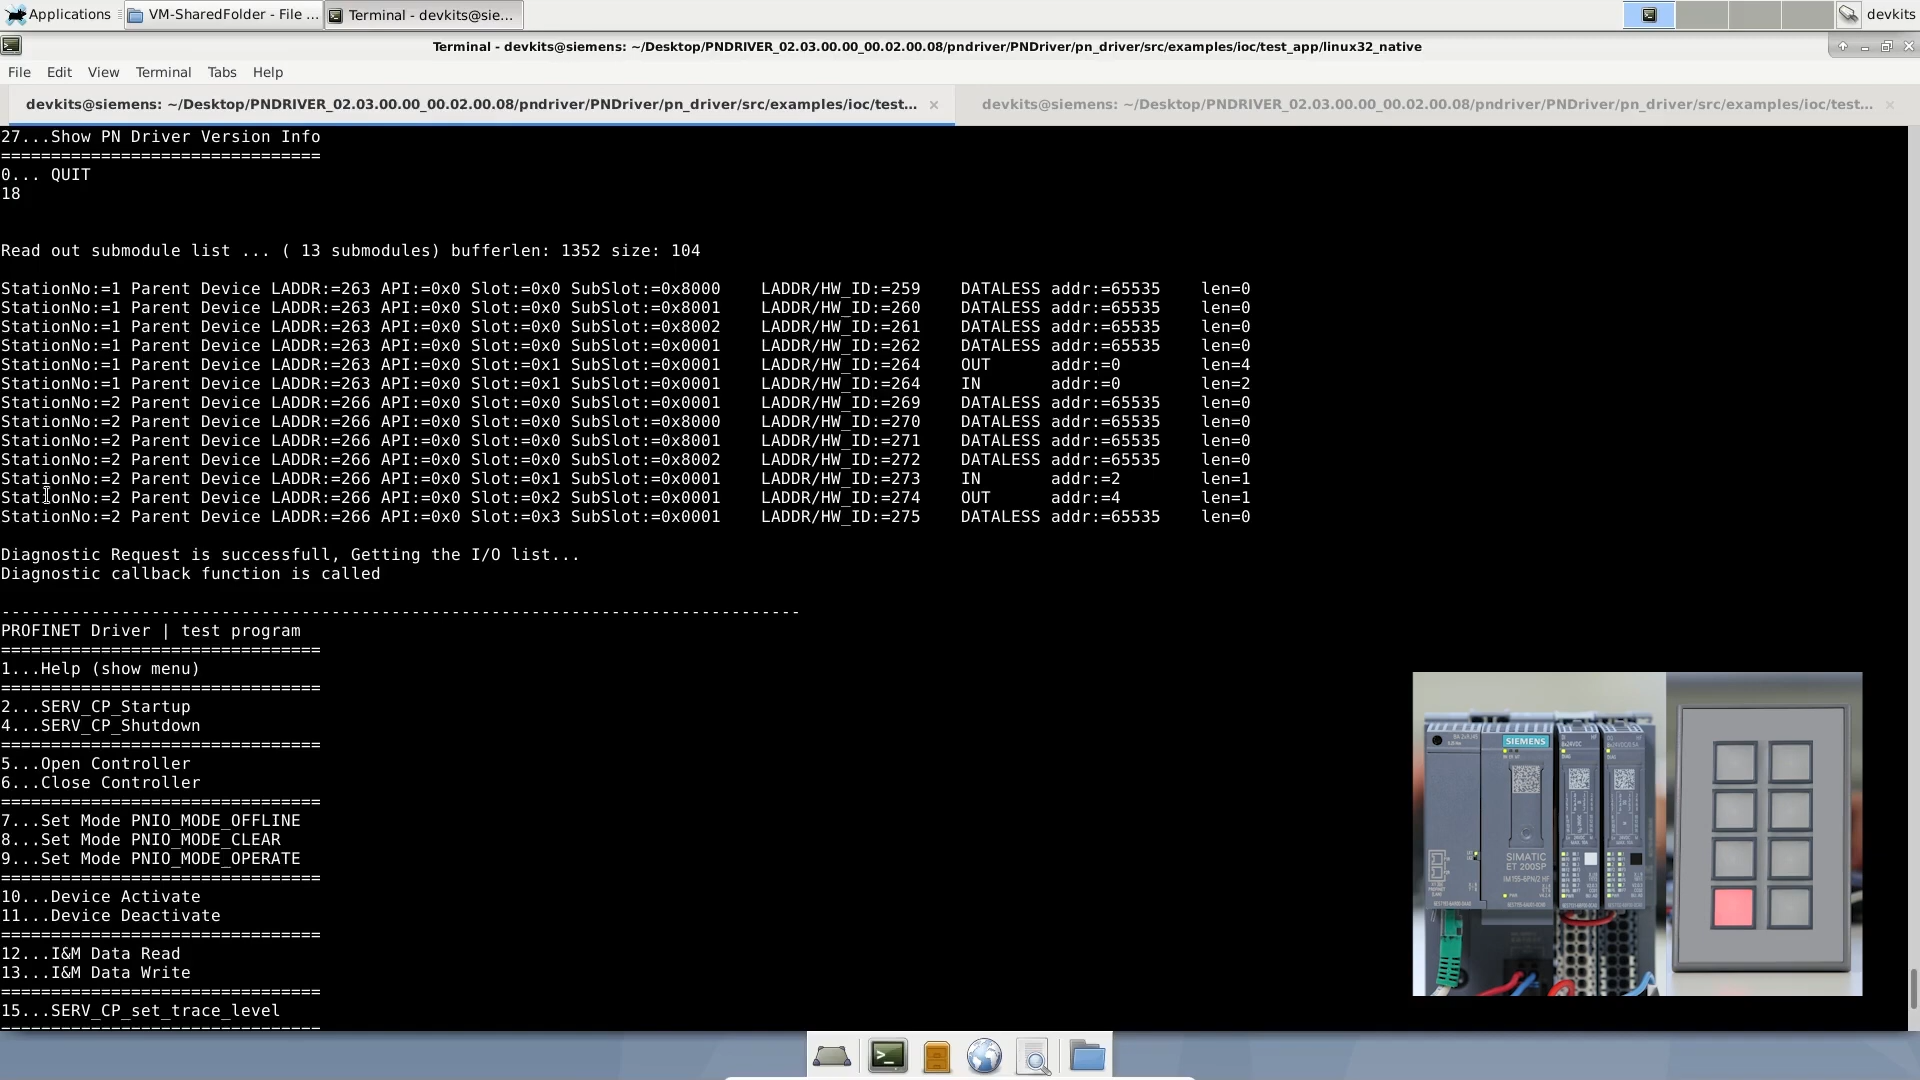 Applications
VM-SharedFolder - File ...
Terminal - devkits@sie...
devkits
Terminal - devkits@siemens: ~/Desktop/PNDRIVER_02.03.00.00_00.02.00.08/pndriver/PNDriver/pn_driver/src/examples/ioc/test_app/linux32_native
File Edit View Terminal Tabs Help
devkits@siemens: ~/Desktop/PNDRIVER_02.03.00.00_00.02.00.08/pndriver/PNDriver/pn_driver/src/examples/ioc/test...
devkits@siemens: ~/Desktop/PNDRIVER_02.03.00.00_00.02.00.08/pndriver/PNDriver/pn_driver/src/examples/ioc/test...
27...Show PN Driver Version Info
================================
0... QUIT
18
Read out submodule list ... ( 13 submodules) bufferlen: 1352 size: 104
StationNo:=1 Parent Device LADDR:=263 API:=0x0 Slot:=0x0 SubSlot:=0x8000 LADDR/HW_ID:=259 DATALESS addr:=65535 len=0
StationNo:=1 Parent Device LADDR:=263 API:=0x0 Slot:=0x0 SubSlot:=0x8001 LADDR/HW_ID:=260 DATALESS addr:=65535 len=0
StationNo:=1 Parent Device LADDR:=263 API:=0x0 Slot:=0x0 SubSlot:=0x8002 LADDR/HW_ID:=261 DATALESS addr:=65535 len=0
StationNo:=1 Parent Device LADDR:=263 API:=0x0 Slot:=0x0 SubSlot:=0x0001 LADDR/HW_ID:=262 DATALESS addr:=65535 len=0
StationNo:=1 Parent Device LADDR:=263 API:=0x0 Slot:=0x1 SubSlot:=0x0001 LADDR/HW_ID:=264 OUT addr:=0 len=4
StationNo:=1 Parent Device LADDR:=263 API:=0x0 Slot:=0x1 SubSlot:=0x0001 LADDR/HW_ID:=264 IN addr:=0 len=2
StationNo:=2 Parent Device LADDR:=266 API:=0x0 Slot:=0x0 SubSlot:=0x0001 LADDR/HW_ID:=269 DATALESS addr:=65535 len=0
StationNo:=2 Parent Device LADDR:=266 API:=0x0 Slot:=0x0 SubSlot:=0x8000 LADDR/HW_ID:=270 DATALESS addr:=65535 len=0
StationNo:=2 Parent Device LADDR:=266 API:=0x0 Slot:=0x0 SubSlot:=0x8001 LADDR/HW_ID:=271 DATALESS addr:=65535 len=0
StationNo:=2 Parent Device LADDR:=266 API:=0x0 Slot:=0x0 SubSlot:=0x8002 LADDR/HW_ID:=272 DATALESS addr:=65535 len=0
StationNo:=2 Parent Device LADDR:=266 API:=0x0 Slot:=0x1 SubSlot:=0x0001 LADDR/HW_ID:=273 IN addr:=2 len=1
StationNo:=2 Parent Device LADDR:=266 API:=0x0 Slot:=0x2 SubSlot:=0x0001 LADDR/HW_ID:=274 OUT addr:=4 len=1
StationNo:=2 Parent Device LADDR:=266 API:=0x0 Slot:=0x3 SubSlot:=0x0001 LADDR/HW_ID:=275 DATALESS addr:=65535 len=0
Diagnostic Request is successfull, Getting the I/O list...
Diagnostic callback function is called
--------------------------------------------------------------------------------
PROFINET Driver | test program
================================
1...Help (show menu)
================================
2...SERV_CP_Startup
4...SERV_CP_Shutdown
================================
5...Open Controller
6...Close Controller
================================
7...Set Mode PNIO_MODE_OFFLINE
8...Set Mode PNIO_MODE_CLEAR
9...Set Mode PNIO_MODE_OPERATE
================================
10...Device Activate
11...Device Deactivate
================================
12...I&M Data Read
13...I&M Data Write
================================
15...SERV_CP_set_trace_level
================================
SIEMENS
SIMATIC
ET 200SP
IM 155-6PN/2 HF